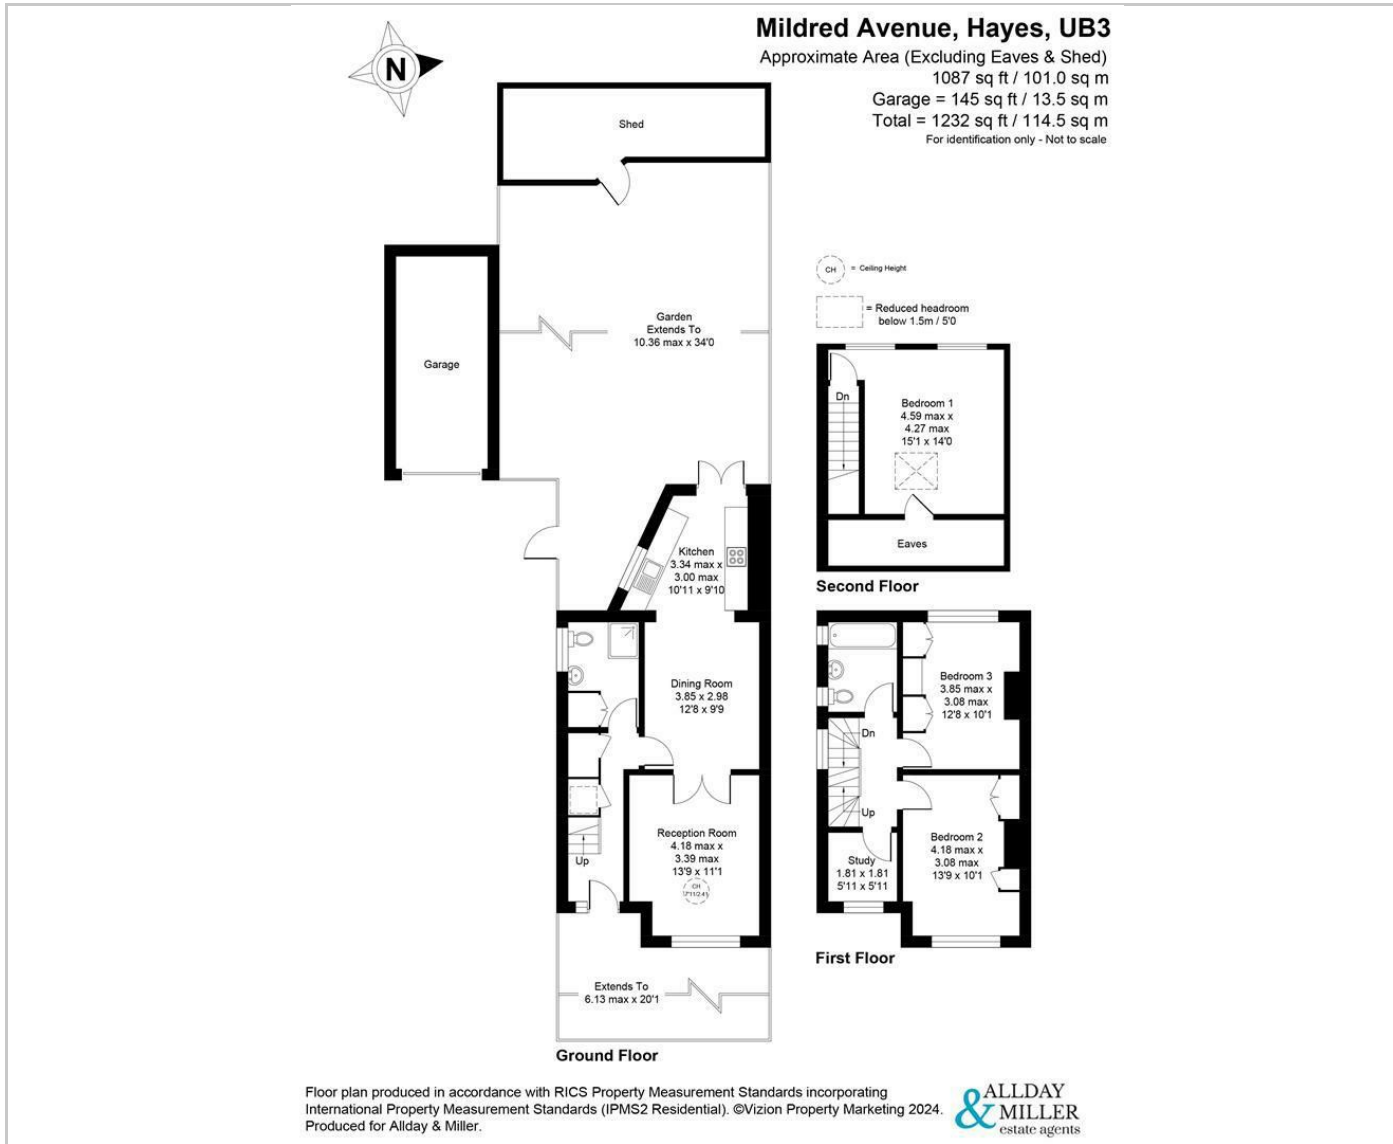 Mildred Avenue, Hayes, UB3
Approximate Area (Excluding Eaves & Shed)
1087 sq ft / 101.0 sq m
Garage = 145 sq ft / 13.5 sq m
Total = 1232 sq ft / 114.5 sq m
For identification only - Not to scale
N
Shed
Garage
Garden
Extends To
10.36 max x 34'0
CH = Ceiling Height
= Reduced headroom
below 1.5m / 5'0
Dn
Bedroom 1
4.59 max x
4.27 max
15'1 x 14'0
Eaves
Second Floor
Kitchen
3.34 max x
3.00 max
10'11 x 9'10
Dining Room
3.85 x 2.98
12'8 x 9'9
Reception Room
4.18 max x
3.39 max
13'9 x 11'1
CH
Up
Extends To
6.13 max x 20'1
Ground Floor
Bedroom 3
3.85 max x
3.08 max
12'8 x 10'1
Dn
Up
Bedroom 2
4.18 max x
3.08 max
13'9 x 10'1
Study
1.81 x 1.81
5'11 x 5'11
First Floor
Floor plan produced in accordance with RICS Property Measurement Standards incorporating
International Property Measurement Standards (IPMS2 Residential). ©Vizion Property Marketing 2024.
Produced for Allday & Miller.
ALLDAY
& MILLER
estate agents